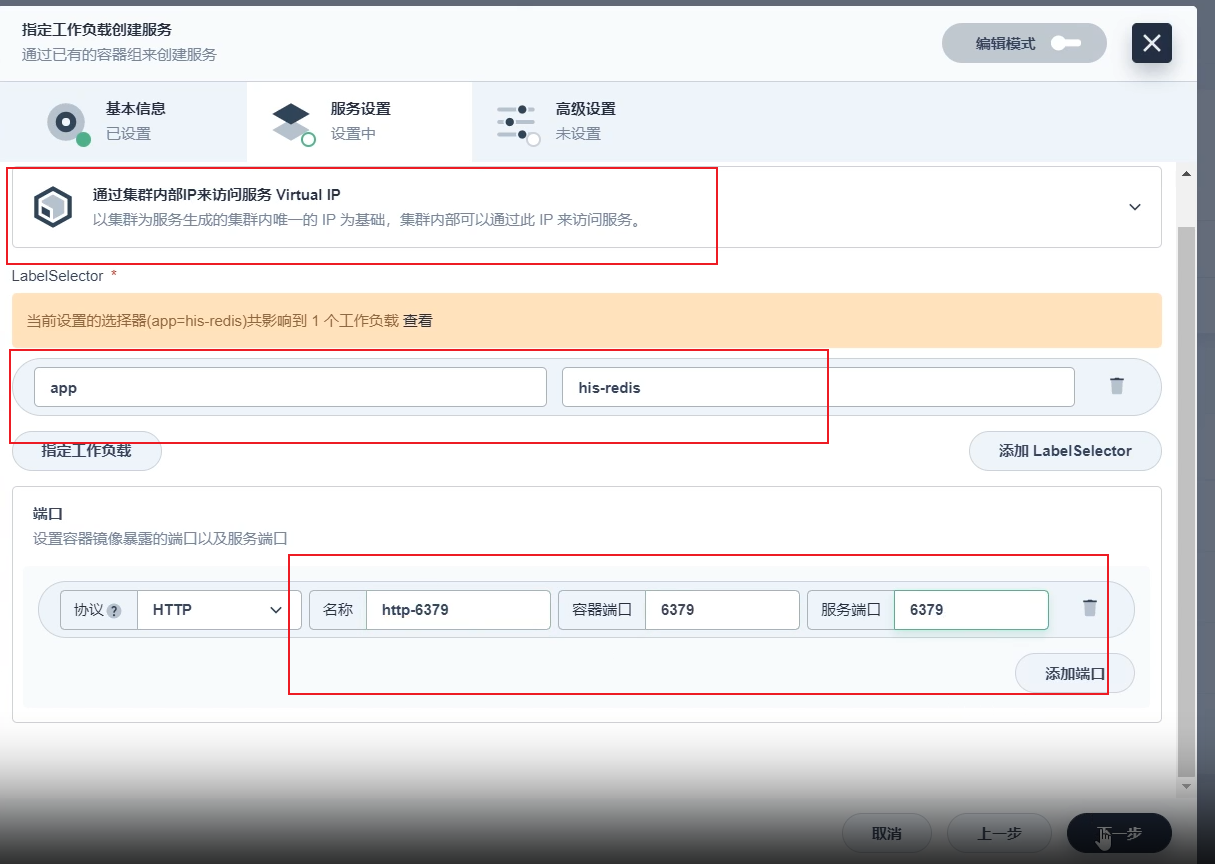 指定工作负载创建服务
通过已有的容器组来创建服务
编辑模式
基本信息
已设置
服务设置
设置中
高级设置
未设置
通过集群内部IP来访问服务 Virtual IP
以集群为服务生成的集群内唯一的 IP 为基础，集群内部可以通过此 IP 来访问服务。
LabelSelector *
当前设置的选择器(app=his-redis)共影响到 1 个工作负载 查看
app his-redis
指定工作负载 添加 LabelSelector
端口
设置容器镜像暴露的端口以及服务端口
协议 ? HTTP 名称 http-6379 容器端口 6379 服务端口 6379
添加端口
取消 上一步 下一步